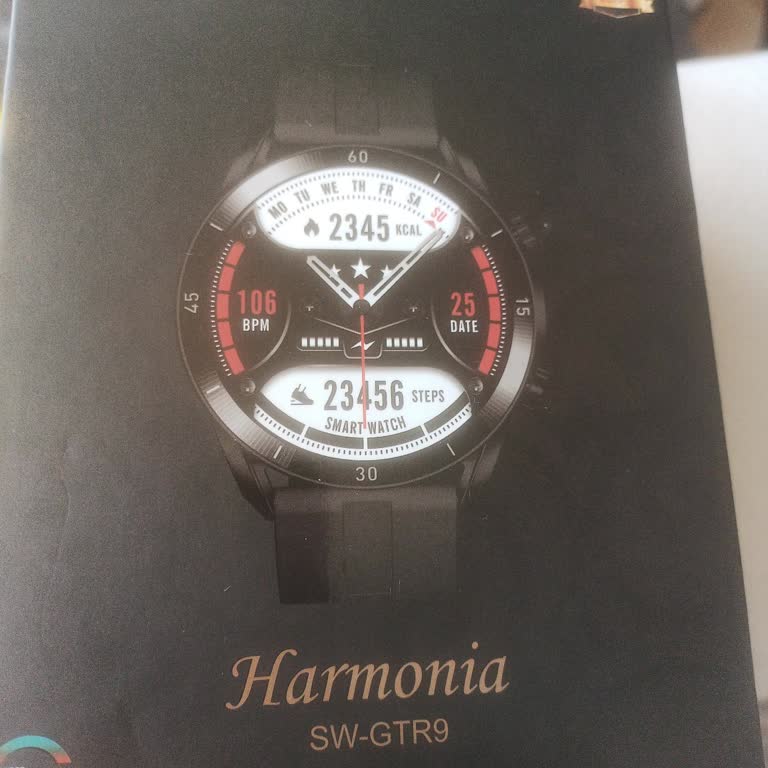 60
MO TU WE TH FR SA SU
2345 KCAL
45
106
BPM
25
DATE
15
23456 STEPS
SMART WATCH
30
Harmonia
SW-GTR9